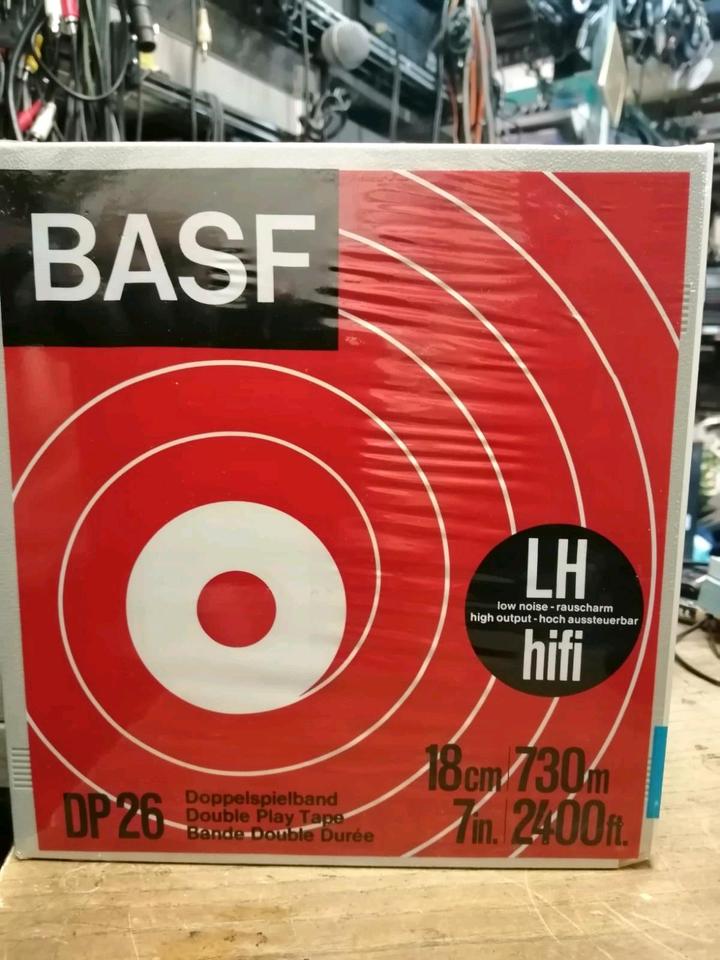 BASF
LH
low noise - rauscharm
high output - hoch aussteuerbar
hifi
18cm 730m
7in. 2400ft.
DP 26
Doppelspielband
Double Play Tape
Bande Double Durée